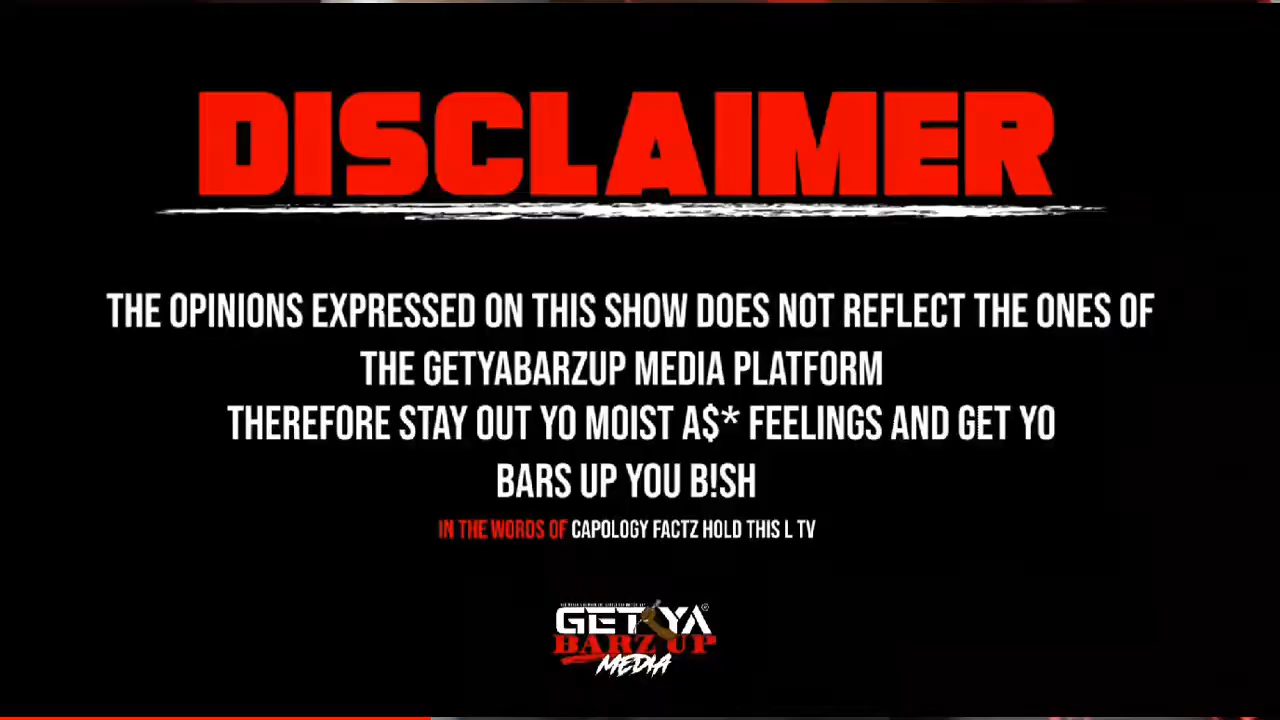 DISCLAIMER
THE OPINIONS EXPRESSED ON THIS SHOW DOES NOT REFLECT THE ONES OF
THE GETYABARZUP MEDIA PLATFORM
THEREFORE STAY OUT YO MOIST A$* FEELINGS AND GET YO
BARS UP YOU B!SH
IN THE WORDS OF CAPOLOGY FACTZ HOLD THIS L TV
GET YA
BARZ UP
MEDIA